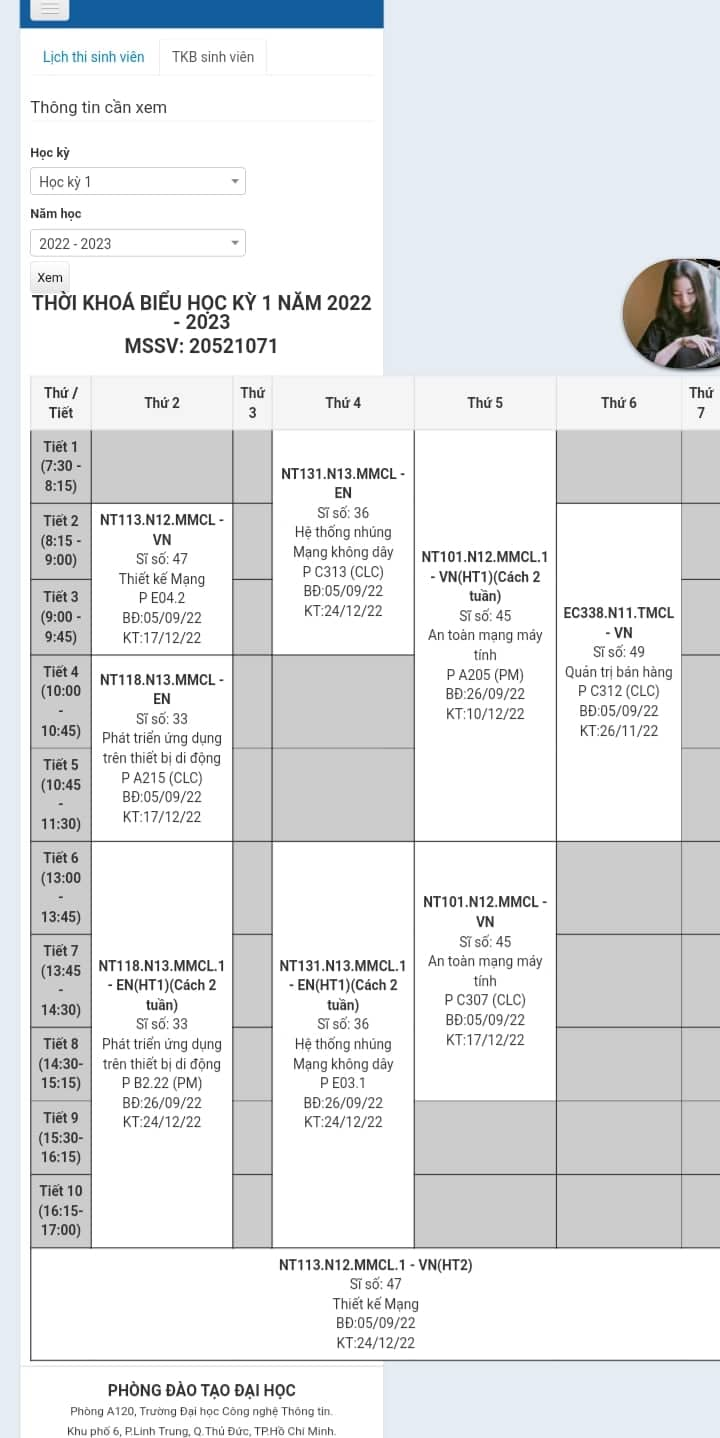 Lịch thi sinh viên
TKB sinh viên
Thông tin cần xem
Học kỳ
Học kỳ 1
Năm học
2022 - 2023
Xem
THỜI KHOÁ BIỂU HỌC KỲ 1 NĂM 2022
- 2023
MSSV: 20521071
Thứ /
Tiết
Thứ 2
Thứ
3
Thứ 4
Thứ 5
Thứ 6
Thứ
7
Tiết 1
(7:30 -
8:15)
NT131.N13.MMCL -
EN
Sĩ số: 36
Hệ thống nhúng
Mạng không dây
P C313 (CLC)
BĐ:05/09/22
KT:24/12/22
NT101.N12.MMCL.1
- VN(HT1)(Cách 2
tuần)
Sĩ số: 45
An toàn mạng máy
tính
P A205 (PM)
BĐ:26/09/22
KT:10/12/22
Tiết 2
(8:15 -
9:00)
NT113.N12.MMCL -
VN
Sĩ số: 47
Thiết kế Mạng
P E04.2
BĐ:05/09/22
KT:17/12/22
EC338.N11.TMCL
- VN
Sĩ số: 49
Quản trị bán hàng
P C312 (CLC)
BĐ:05/09/22
KT:26/11/22
Tiết 3
(9:00 -
9:45)
Tiết 4
(10:00
-
10:45)
NT118.N13.MMCL -
EN
Sĩ số: 33
Phát triển ứng dụng
trên thiết bị di động
P A215 (CLC)
BĐ:05/09/22
KT:17/12/22
Tiết 5
(10:45
-
11:30)
Tiết 6
(13:00
-
13:45)
NT118.N13.MMCL.1
- EN(HT1)(Cách 2
tuần)
Sĩ số: 33
Phát triển ứng dụng
trên thiết bị di động
P B2.22 (PM)
BĐ:26/09/22
KT:24/12/22
NT131.N13.MMCL.1
- EN(HT1)(Cách 2
tuần)
Sĩ số: 36
Hệ thống nhúng
Mạng không dây
P E03.1
BĐ:26/09/22
KT:24/12/22
NT101.N12.MMCL -
VN
Sĩ số: 45
An toàn mạng máy
tính
P C307 (CLC)
BĐ:05/09/22
KT:17/12/22
Tiết 7
(13:45
-
14:30)
Tiết 8
(14:30-
15:15)
Tiết 9
(15:30-
16:15)
Tiết 10
(16:15-
17:00)
NT113.N12.MMCL.1 - VN(HT2)
Sĩ số: 47
Thiết kế Mạng
BĐ:05/09/22
KT:24/12/22
PHÒNG ĐÀO TẠO ĐẠI HỌC
Phòng A120, Trường Đại học Công nghệ Thông tin.
Khu phố 6, P.Linh Trung, Q.Thủ Đức, TP.Hồ Chí Minh.